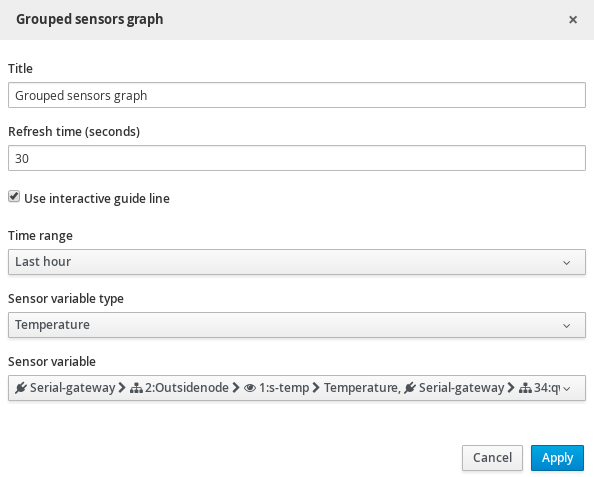 Grouped sensors graph ×
Title
Grouped sensors graph
Refresh time (seconds)
30
Use interactive guide line
Time range
Last hour
Sensor variable type
Temperature
Sensor variable
Serial-gateway > 2:Outsidenode > 1:s-temp > Temperature, Serial-gateway > 34:
Cancel Apply